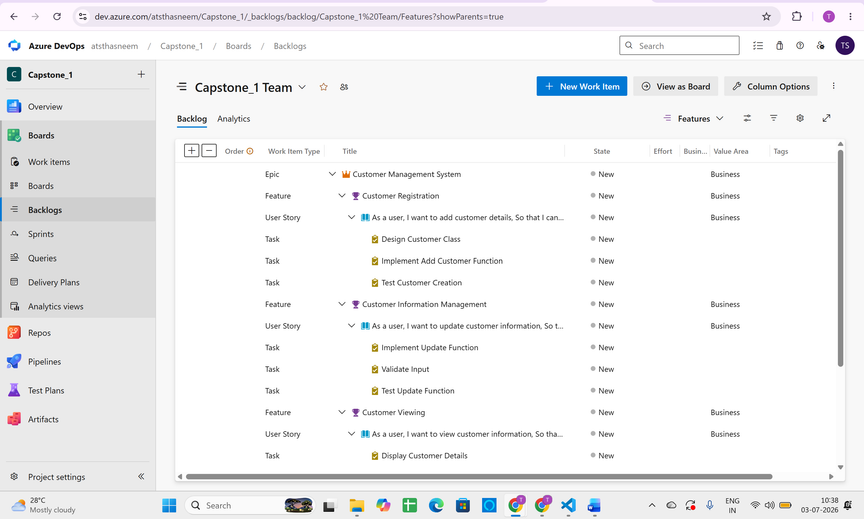 dev.azure.com/atsthasneem/Capstone_1/_backlogs/backlog/Capstone_1%20Team/Features?showParents=true
T
Azure DevOps atsthasneem / Capstone_1 / Boards / Backlogs
Search
TS
C Capstone_1
Overview
Boards
Work items
Boards
Backlogs
Sprints
Queries
Delivery Plans
Analytics views
Repos
Pipelines
Test Plans
Artifacts
Project settings
Capstone_1 Team
New Work Item
View as Board
Column Options
Backlog Analytics
Features
Order Work Item Type Title State Effort Busin... Value Area Tags
Epic Customer Management System New Business
Feature Customer Registration New Business
User Story As a user, I want to add customer details, So that I can... New Business
Task Design Customer Class New
Task Implement Add Customer Function New
Task Test Customer Creation New
Feature Customer Information Management New Business
User Story As a user, I want to update customer information, So t... New Business
Task Implement Update Function New
Task Validate Input New
Task Test Update Function New
Feature Customer Viewing New Business
User Story As a user, I want to view customer information, So tha... New Business
Task Display Customer Details New
28°C
Mostly cloudy
Search
T
T
ENG
IN
10:38
03-07-2026